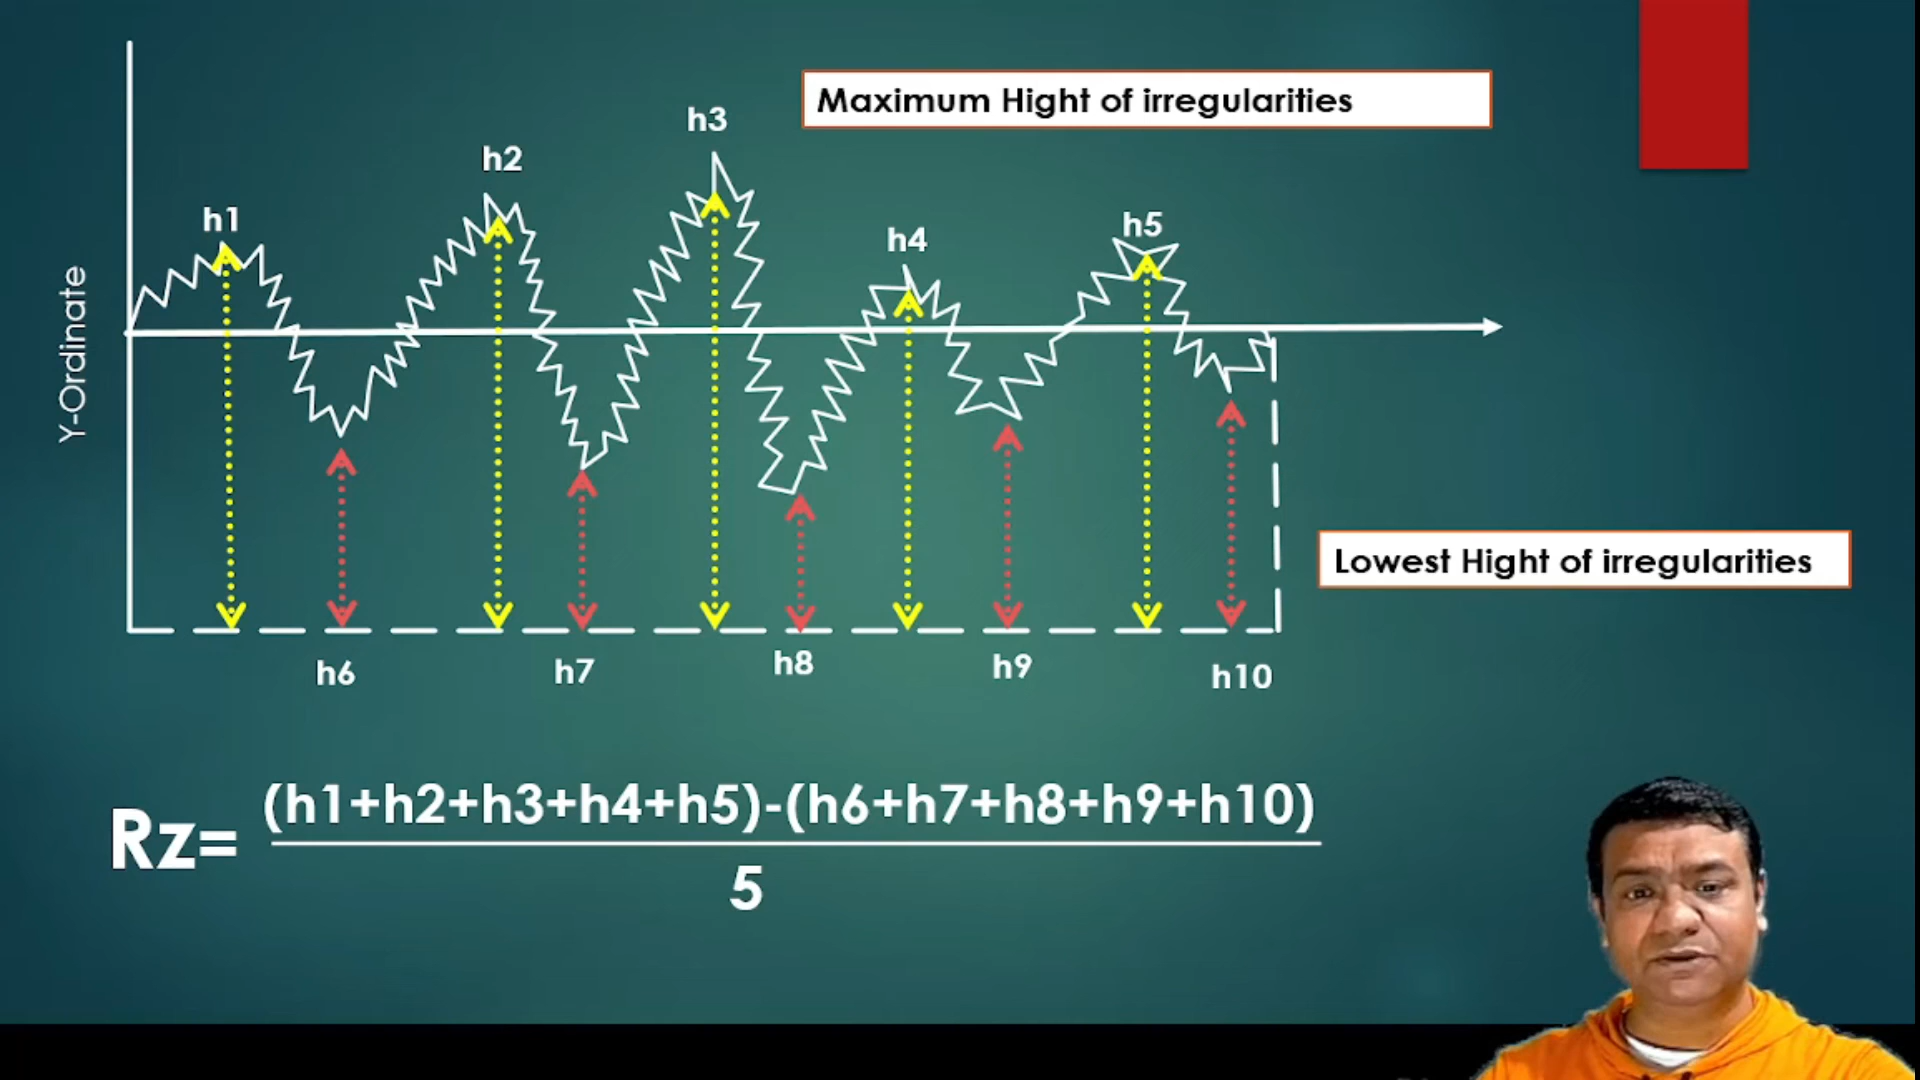 Maximum Hight of irregularities
h3
h2
h1
h4
h5
Y-Ordinate
Lowest Hight of irregularities
h6
h7
h8
h9
h10
Rz= (h1+h2+h3+h4+h5)-(h6+h7+h8+h9+h10)
5